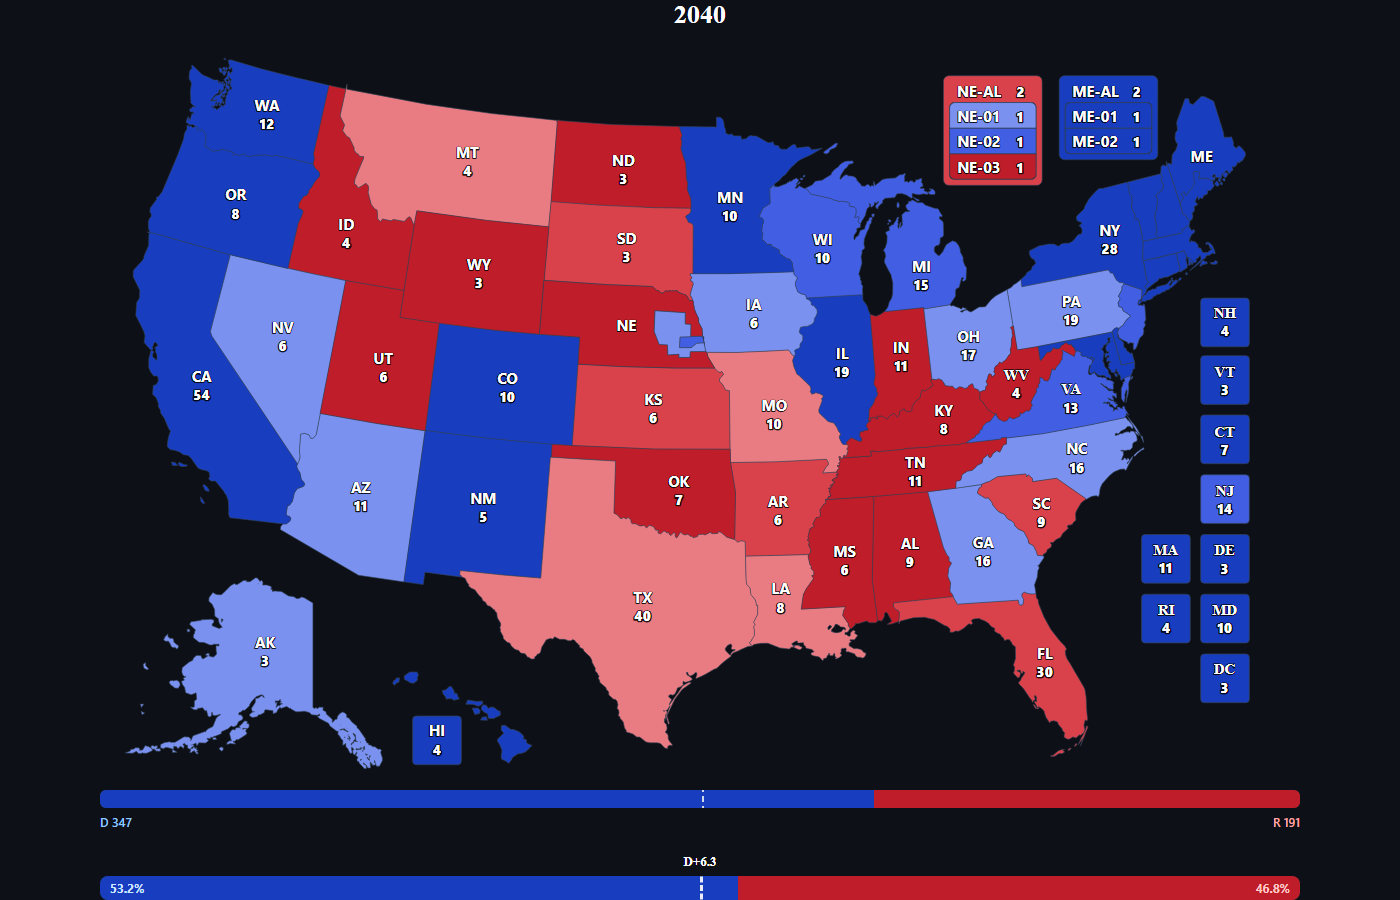 2040
WA
12
OR
8
CA
54
NV
6
ID
4
MT
4
WY
3
UT
6
CO
10
AZ
11
NM
5
ND
3
SD
3
NE
KS
6
OK
7
TX
40
MN
10
IA
6
MO
10
AR
6
LA
8
WI
10
IL
19
MI
15
IN
11
OH
17
KY
8
TN
11
MS
6
AL
9
GA
16
FL
30
SC
9
NC
16
VA
13
WV
4
PA
19
NY
28
ME
AK
3
HI
4
NE-AL 2
NE-01 1
NE-02 1
NE-03 1
ME-AL 2
ME-01 1
ME-02 1
NH
4
VT
3
CT
7
NJ
14
MA
11
DE
3
RI
4
MD
10
DC
3
D 347
R 191
D+6.3
53.2%
46.8%